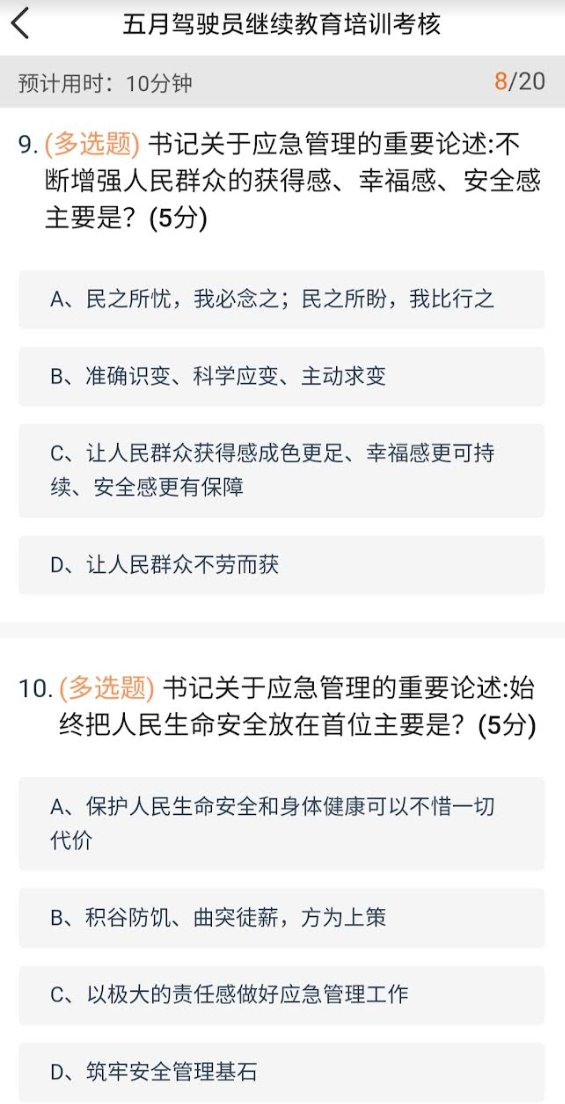 五月驾驶员继续教育培训考核
预计用时：10分钟
8/20
9. (多选题) 书记关于应急管理的重要论述:不
断增强人民群众的获得感、幸福感、安全感
主要是？(5分)
A、民之所忧，我必念之；民之所盼，我比行之
B、准确识变、科学应变、主动求变
C、让人民群众获得感成色更足、幸福感更可持
续、安全感更有保障
D、让人民群众不劳而获
10. (多选题) 书记关于应急管理的重要论述:始
终把人民生命安全放在首位主要是？(5分)
A、保护人民生命安全和身体健康可以不惜一切
代价
B、积谷防饥、曲突徒薪，方为上策
C、以极大的责任感做好应急管理工作
D、筑牢安全管理基石